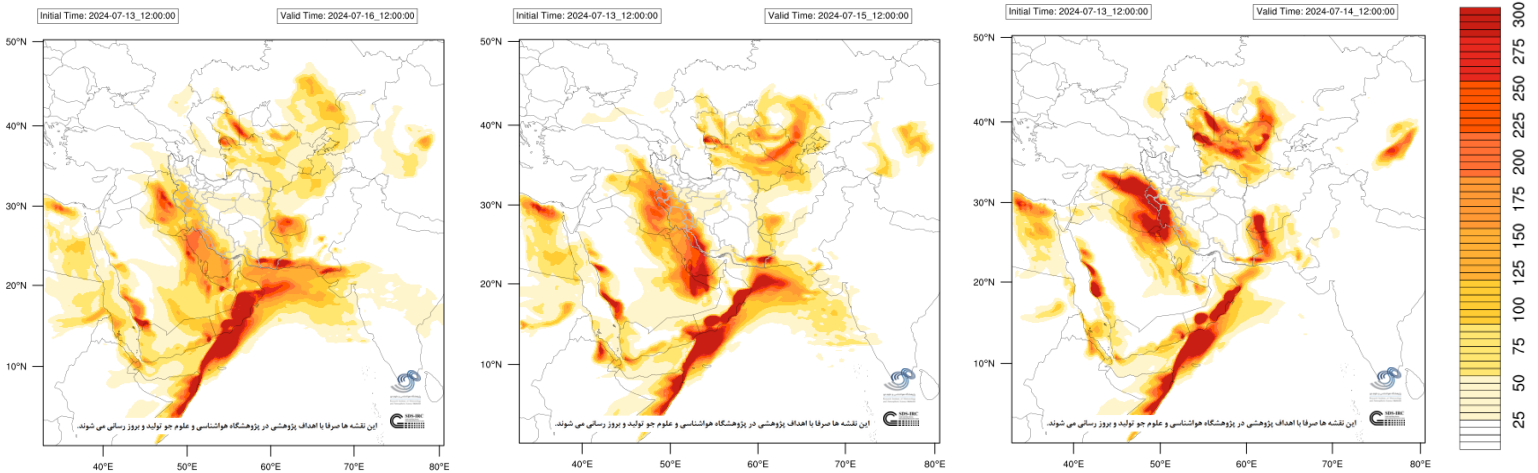 Initial Time: 2024-07-13_12:00:00
Valid Time: 2024-07-16_12:00:00
50°N
40°N
30°N
20°N
10°N
40°E
50°E
60°E
70°E
80°E
SDS-IRC
این نقشه ها صرفا با اهداف پژوهشی در پژوهشگاه هواشناسی و علوم جو تولید و بروز رسانی می شوند.
Initial Time: 2024-07-13_12:00:00
Valid Time: 2024-07-15_12:00:00
50°N
40°N
30°N
20°N
10°N
40°E
50°E
60°E
70°E
80°E
SDS-IRC
این نقشه ها صرفا با اهداف پژوهشی در پژوهشگاه هواشناسی و علوم جو تولید و بروز رسانی می شوند.
Initial Time: 2024-07-13_12:00:00
Valid Time: 2024-07-14_12:00:00
50°N
40°N
30°N
20°N
10°N
40°E
50°E
60°E
70°E
80°E
SDS-IRC
این نقشه ها صرفا با اهداف پژوهشی در پژوهشگاه هواشناسی و علوم جو تولید و بروز رسانی می شوند.
300
275
250
225
200
175
150
125
100
75
50
25